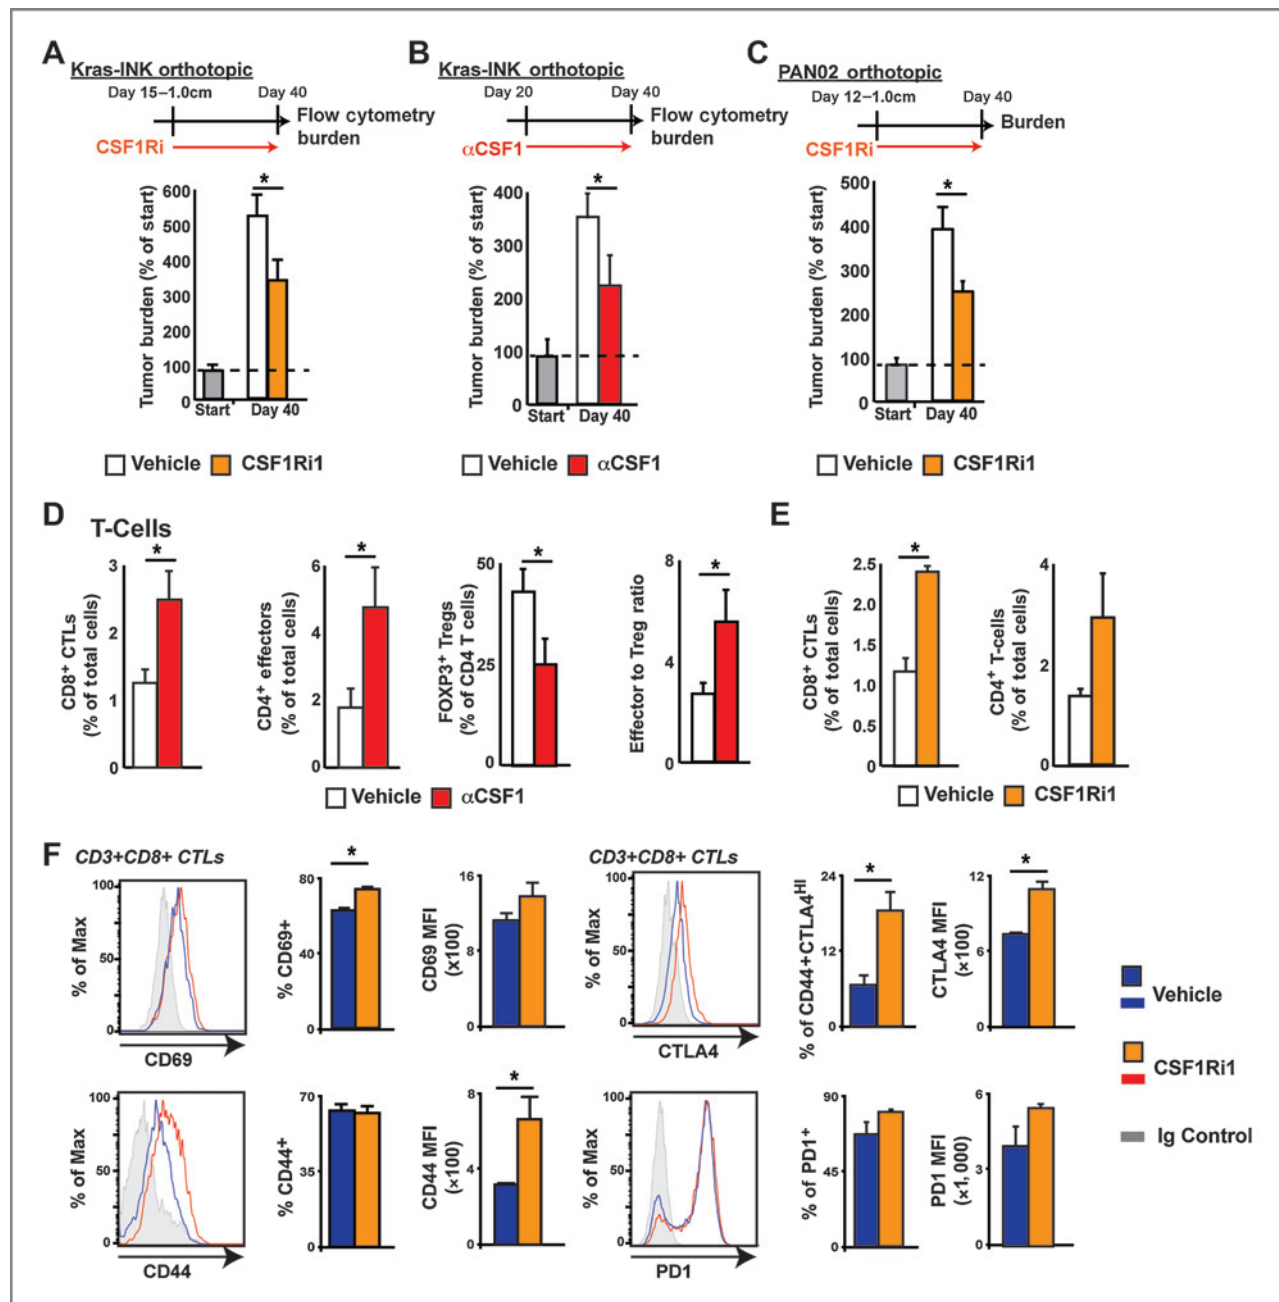 A
Kras-INK orthotopic
Day 15–1.0cm
Day 40
Flow cytometry
burden
CSF1Ri
Tumor burden (% of start)
600
500
400
300
200
100
0
Start
Day 40
*
Vehicle
CSF1Ri1
B
Kras-INK orthotopic
Day 20
Day 40
Flow cytometry
burden
αCSF1
Tumor burden (% of start)
400
300
200
100
0
Start
Day 40
*
Vehicle
αCSF1
C
PAN02 orthotopic
Day 12–1.0cm
Day 40
Burden
CSF1Ri
Tumor burden (% of start)
500
400
300
200
100
0
Start
Day 40
*
Vehicle
CSF1Ri1
D
T-Cells
CD8+ CTLs
(% of total cells)
3
2
1
0
*
CD4+ effectors
(% of total cells)
6
4
2
0
*
FOXP3+ Tregs
(% of CD4 T cells)
50
25
0
*
Effector to Treg ratio
8
4
0
*
Vehicle
αCSF1
E
CD8+ CTLs
(% of total cells)
2.5
2.0
1.5
1.0
0.5
0
*
CD4+ T-cells
(% of total cells)
4
2
0
Vehicle
CSF1Ri1
F
CD3+CD8+ CTLs
% of Max
100
50
0
CD69
% CD69+
80
60
40
0
*
CD69 MFI
(×100)
16
12
8
0
CD3+CD8+ CTLs
% of Max
100
50
0
CTLA4
% of CD44+CTLA4HI
24
12
0
*
CTLA4 MFI
(×100)
12
6
0
*
Vehicle
CSF1Ri1
Ig Control
% of Max
100
50
0
CD44
% CD44+
70
35
0
CD44 MFI
(×100)
8
4
0
*
% of Max
100
50
0
PD1
% of PD1+
90
45
0
PD1 MFI
(×1,000)
6
3
0